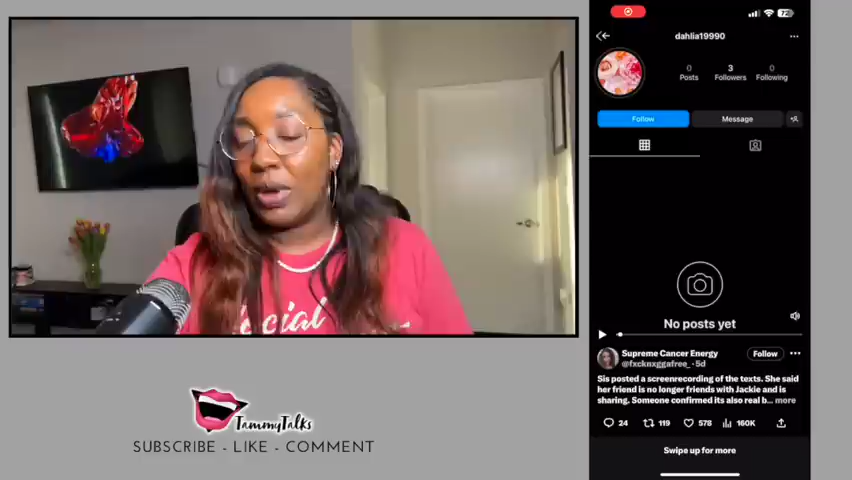 72
dahlia19990
0
3
0
Posts
Followers
Following
Follow
Message
No posts yet
Supreme Cancer Energy
Follow
@fxcknxggafree_ · 5d
Sis posted a screenrecording of the texts. She said
her friend is no longer friends with Jackie and is
sharing. Someone confirmed its also real b... more
24
119
578
160K
Swipe up for more
ocial
TammyTalks
SUBSCRIBE - LIKE - COMMENT